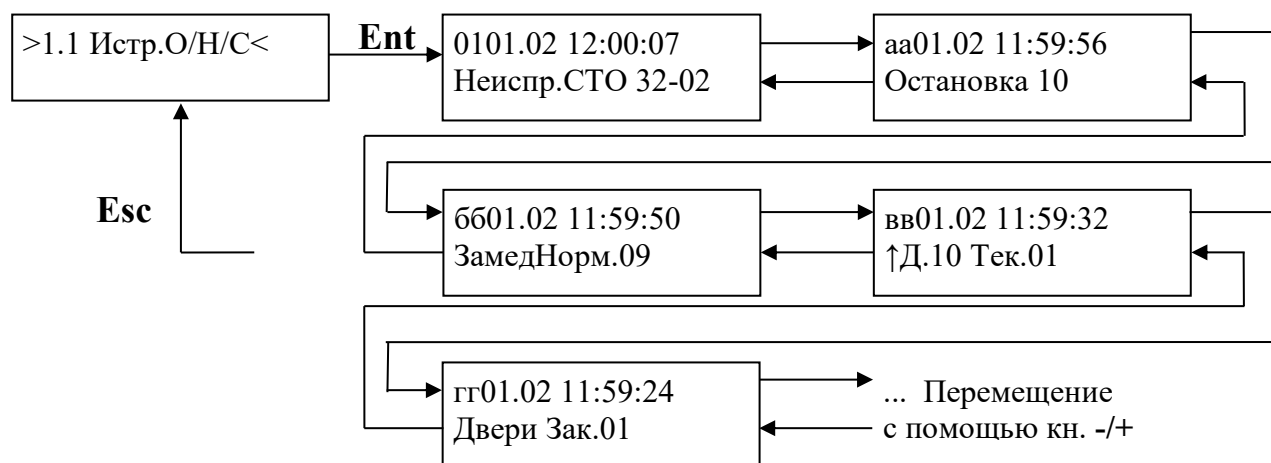 >1.1 Истр.О/Н/С<
Ent
0101.02 12:00:07
Неиспр.СТО 32-02
аа01.02 11:59:56
Остановка 10
Esc
бб01.02 11:59:50
ЗамедНорм.09
вв01.02 11:59:32
↑Д.10 Тек.01
гг01.02 11:59:24
Двери Зак.01
... Перемещение
с помощью кн. -/+